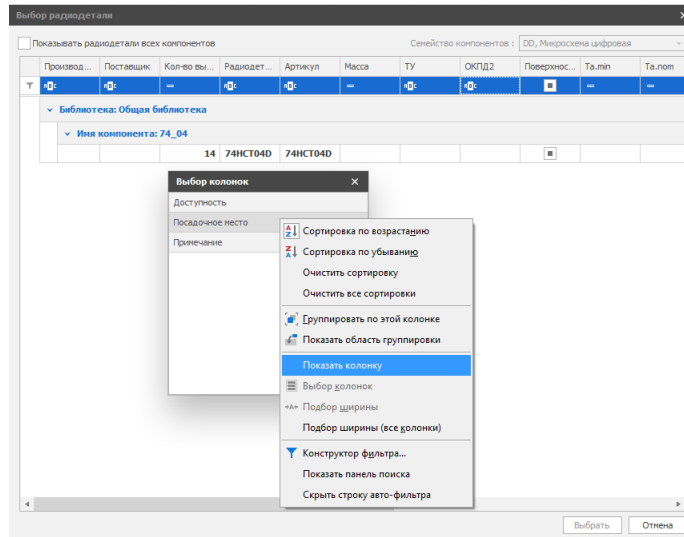 Выбор радиодетали
Показывать радиодетали всех компонентов
Семейство компонентов : DD, Микросхема цифровая
Производ... Поставщик Кол-во вы... Радиодет... Артикул Масса ТУ ОКПД2 Поверхнос... Ta.min Ta.nom
Библиотека: Общая библиотека
Имя компонента: 74_04
14 74HCT04D 74HCT04D
Выбор колонок
Доступность
Посадочное место
Примечание
Сортировка по возрастанию
Сортировка по убыванию
Очистить сортировку
Очистить все сортировки
Группировать по этой колонке
Показать область группировки
Показать колонку
Выбор колонок
Подбор ширины
Подбор ширины (все колонки)
Конструктор фильтра...
Показать панель поиска
Скрыть строку авто-фильтра
Выбрать Отмена